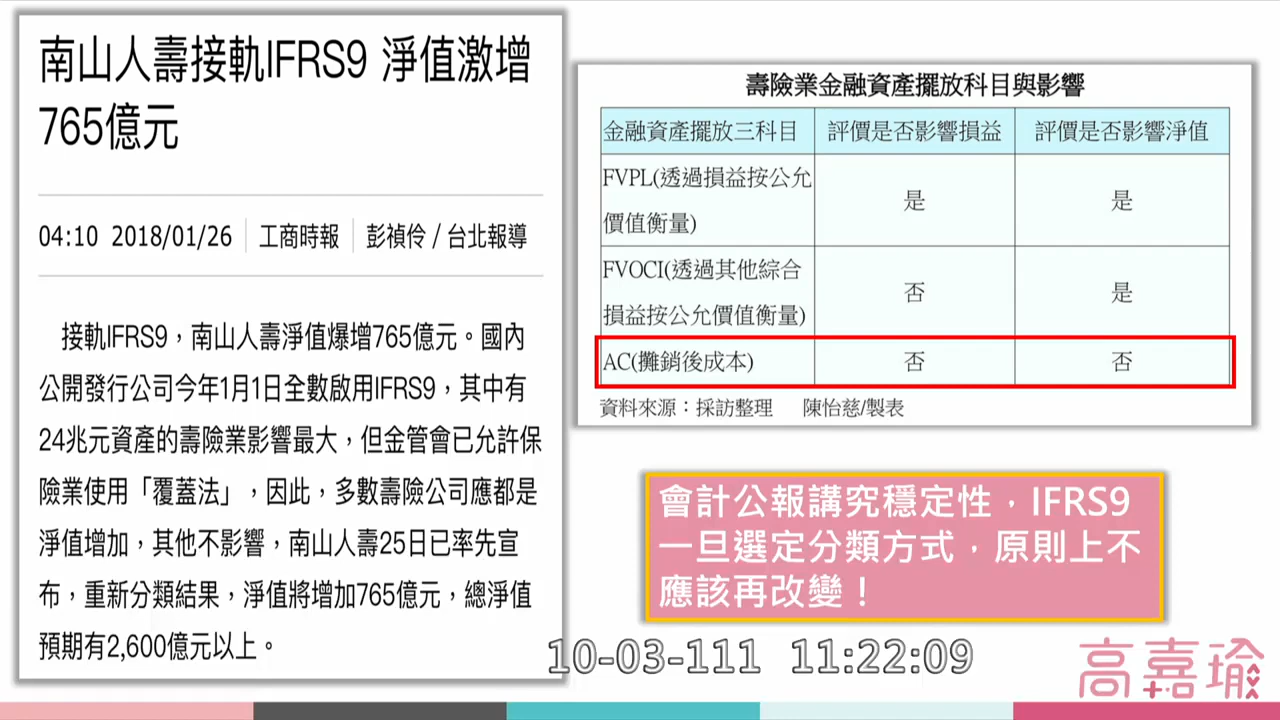 南山人壽接軌IFRS9 淨值激增
765億元
04:10 2018/01/26 工商時報 彭禎伶/台北報導
接軌IFRS9，南山人壽淨值爆增765億元。國內
公開發行公司今年1月1日全數啟用IFRS9，其中有
24兆元資產的壽險業影響最大，但金管會已允許保
險業使用「覆蓋法」，因此，多數壽險公司應都是
淨值增加，其他不影響，南山人壽25日已率先宣
布，重新分類結果，淨值將增加765億元，總淨值
預期有2,600億元以上。
壽險業金融資產擺放科目與影響
金融資產擺放三科目 評價是否影響損益 評價是否影響淨值
FVPL(透過損益按公允
價值衡量)
是 是
FVOCI(透過其他綜合
損益按公允價值衡量)
否 是
AC(攤銷後成本) 否 否
資料來源：採訪整理 陳怡慈/製表
會計公報講究穩定性，IFRS9
一旦選定分類方式，原則上不
應該再改變！
10-03-111 11:22:09
高嘉瑜